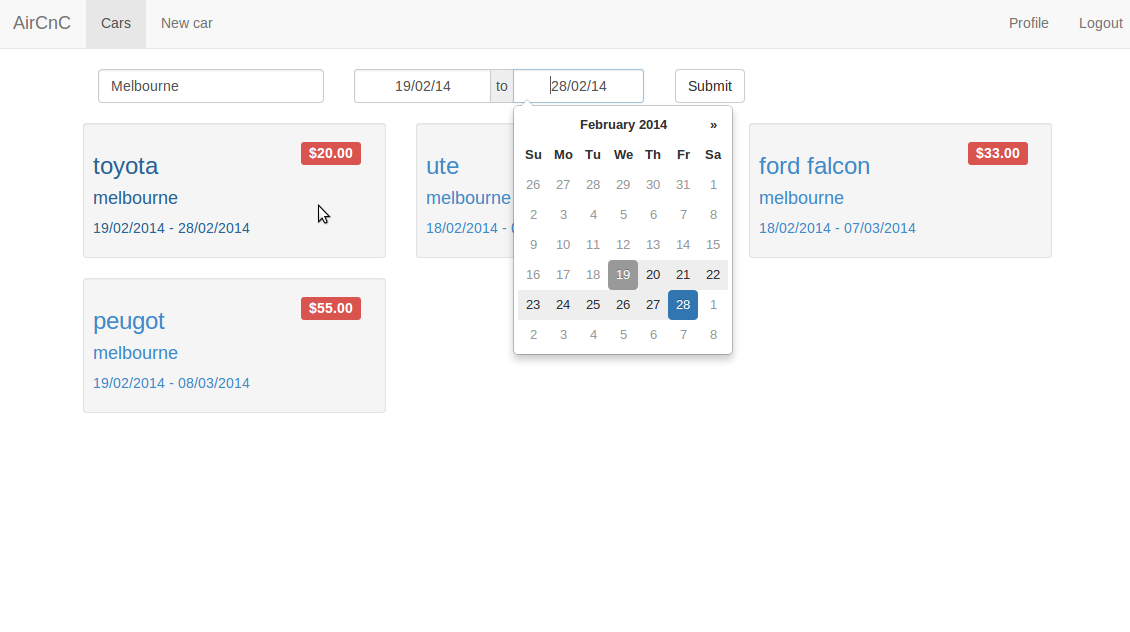 AirCnC Cars New car Profile Logout
Melbourne 19/02/14 to 28/02/14 Submit
toyota
$20.00
melbourne
19/02/2014 - 28/02/2014
ute
melbourne
18/02/2014 -
ford falcon
$33.00
melbourne
18/02/2014 - 07/03/2014
peugot
$55.00
melbourne
19/02/2014 - 08/03/2014
February 2014 »
Su Mo Tu We Th Fr Sa
26 27 28 29 30 31 1
2 3 4 5 6 7 8
9 10 11 12 13 14 15
16 17 18 19 20 21 22
23 24 25 26 27 28 1
2 3 4 5 6 7 8